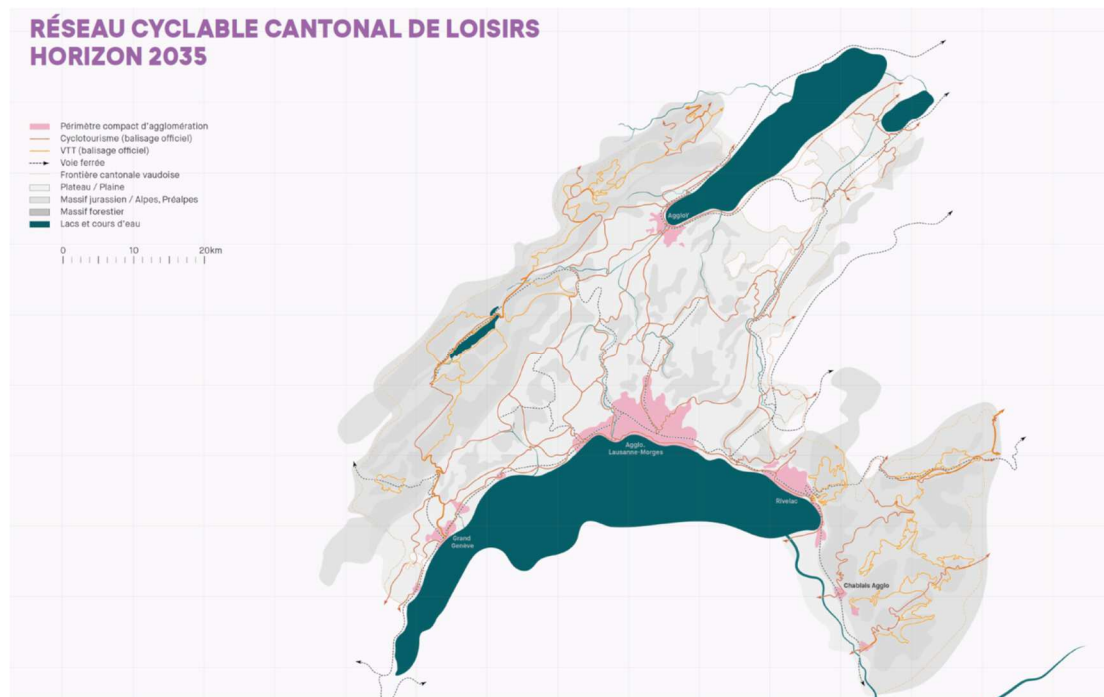 RÉSEAU CYCLABLE CANTONAL DE LOISIRS
HORIZON 2035
Périmètre compact d'agglomération
Cyclotourisme (balisage officiel)
VTT (balisage officiel)
Voie ferrée
Frontière cantonale vaudoise
Plateau / Plaine
Massif jurassien / Alpes, Préalpes
Massif forestier
Lacs et cours d'eau
0 10 20km
AggloY
Agglo.
Lausanne-Morges
Rivelac
Grand
Genève
Chablais Agglo